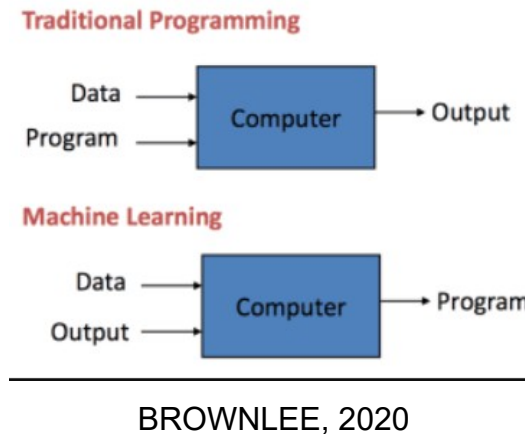 Traditional Programming
Data
Computer
Output
Program
Machine Learning
Data
Computer
Program
Output
BROWNLEE, 2020